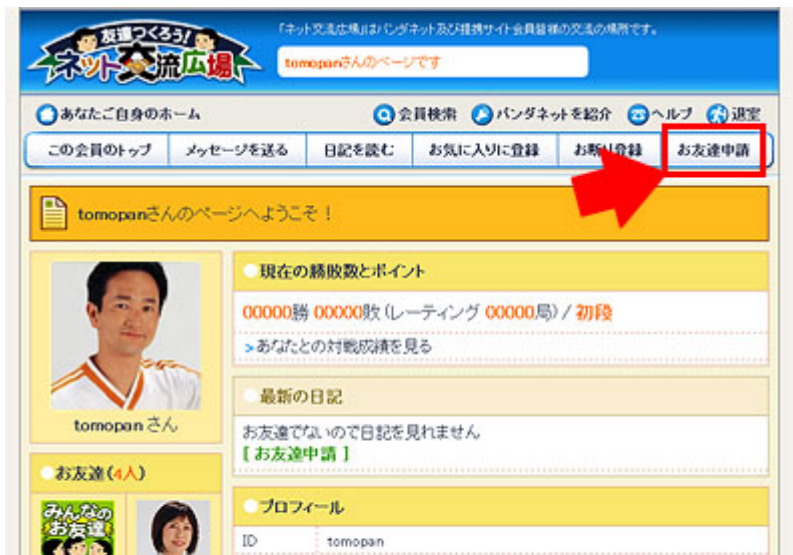 友達つくろう!
ネット交流広場
「ネット交流広場」はパンダネット及び提携サイト会員皆様の交流の場所です。
tomopanさんのページです
あなたご自身のホーム
会員検索
パンダネットを紹介
ヘルプ
退室
この会員のトップ
メッセージを送る
日記を読む
お気に入りに登録
お断り登録
お友達申請
tomopanさんのページへようこそ!
tomopan さん
お友達(4人)
みんなの
お友達
現在の勝敗数とポイント
00000勝 00000敗 (レーティング 00000局) / 初段
>あなたとの対戦成績を見る
最新の日記
お友達でないので日記を見れません
[ お友達申請 ]
プロフィール
ID tomopan